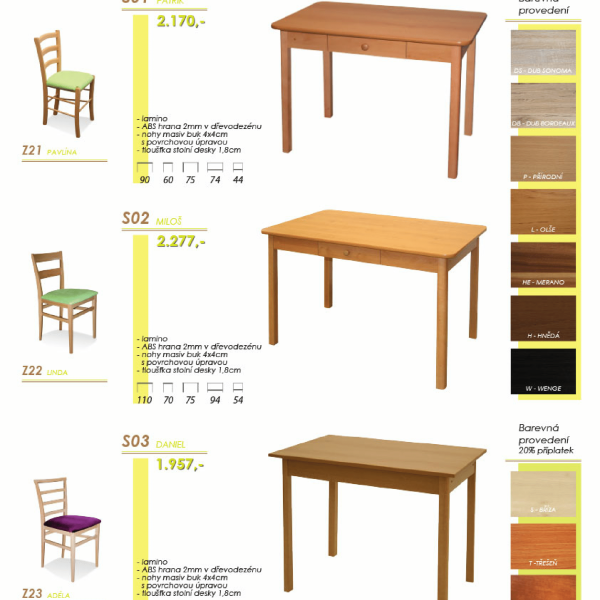 S01 PATRIK
2.170,-
- lamino
- ABS hrana 2mm v dřevodezénu
- nohy masiv buk 4x4cm
s povrchovou úpravou
- tloušťka stolní desky 1,8cm
90 60 75 74 44
Z21 PAVLÍNA
S02 MILOŠ
2.277,-
- lamino
- ABS hrana 2mm v dřevodezénu
- nohy masiv buk 4x4cm
s povrchovou úpravou
- tloušťka stolní desky 1,8cm
110 70 75 94 54
Z22 LINDA
S03 DANIEL
1.957,-
- lamino
- ABS hrana 2mm v dřevodezénu
- nohy masiv buk 4x4cm
s povrchovou úpravou
- tloušťka stolní desky 1,8cm
Z23 ADÉLA
Barevná
provedení
DS - DUB SONOMA
DB - DUB BORDEAUX
P - PŘÍRODNÍ
L - OLŠE
HE - MERANO
H - HNĚDÁ
W - WENGE
Barevná
provedení
20% příplatek
B - BŘÍZA
T - TŘEŠEŇ